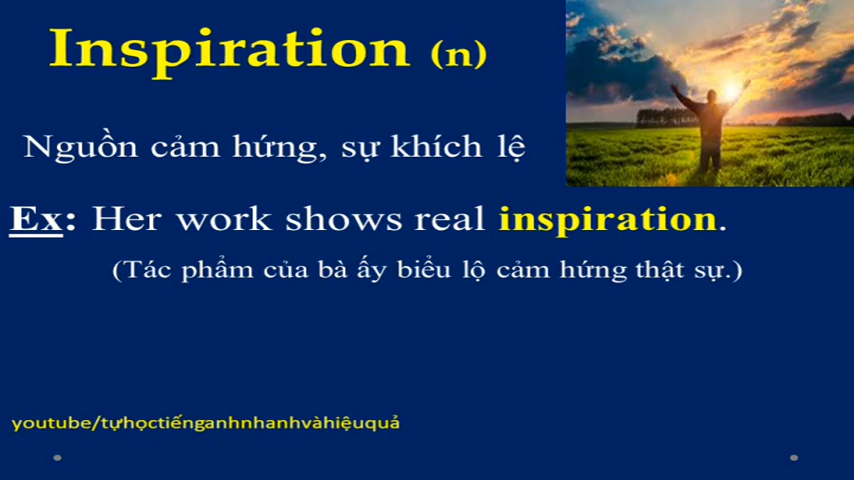 Inspiration (n)
Nguồn cảm hứng, sự khích lệ
Ex: Her work shows real inspiration.
(Tác phẩm của bà ấy biểu lộ cảm hứng thật sự.)
youtube/tựhọctiếnganhnhanhvàhiệuquả